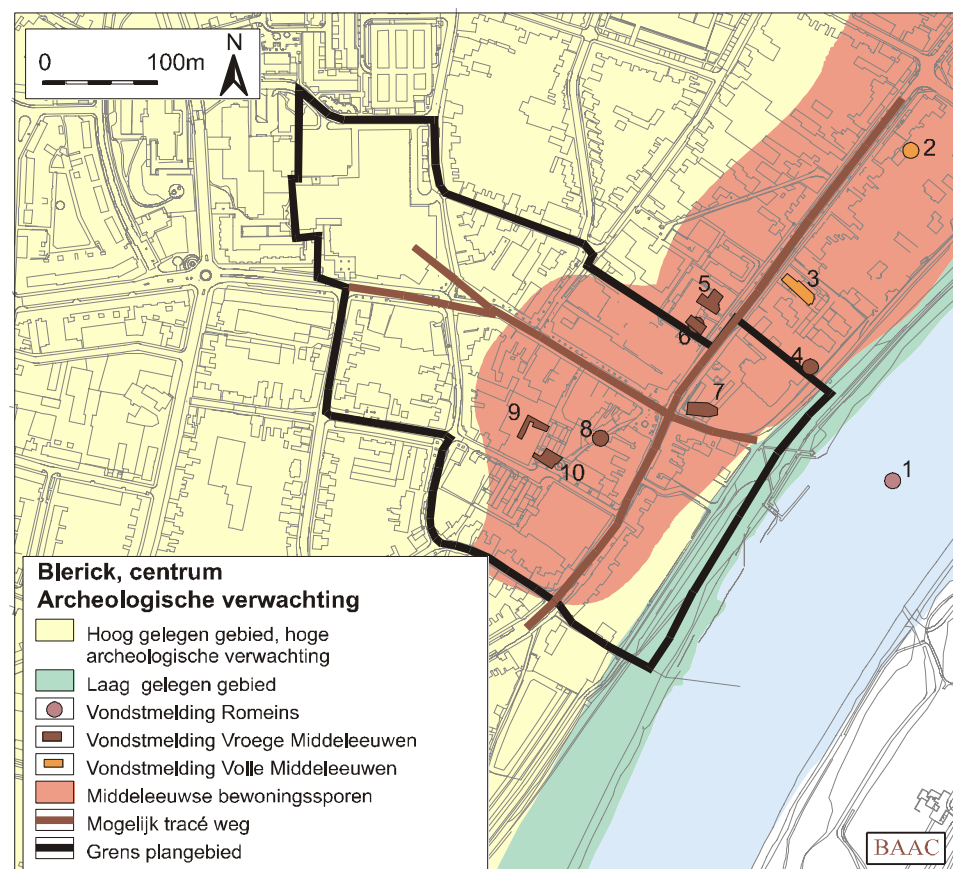 N
0 100m
2
5
3
6
4
7
9
8
10
1
Blerick, centrum
Archeologische verwachting
Hoog gelegen gebied, hoge
archeologische verwachting
Laag gelegen gebied
Vondstmelding Romeins
Vondstmelding Vroege Middeleeuwen
Vondstmelding Volle Middeleeuwen
Middeleeuwse bewoningssporen
Mogelijk tracé weg
Grens plangebied
BAAC